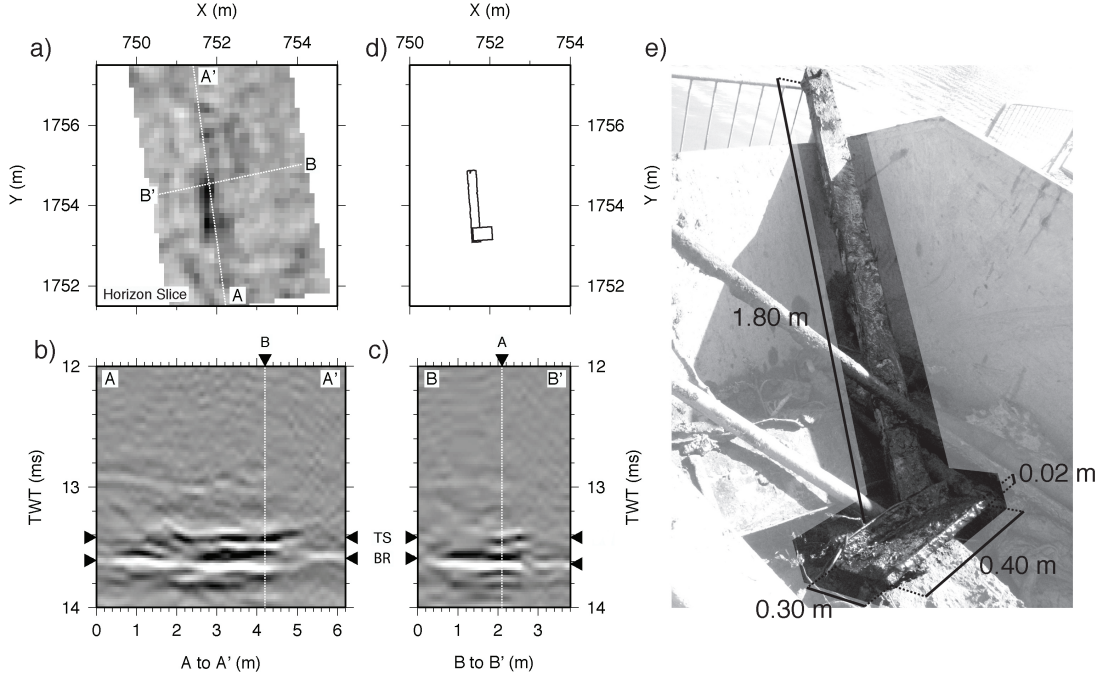 X (m)
X (m)
a)
750
752
754
d)
750
752
754
e)
A'
1756
1756
B
Y (m)
B'
1754
1754
Y (m)
1752
Horizon Slice
A
1752
1.80 m
b)
B
c)
A
12
A
A'
B
B'
12
TWT (ms)
13
13
TWT (ms)
0.02 m
TS
BR
0.40 m
14
14
0.30 m
0
1
2
3
4
5
6
0
1
2
3
A to A' (m)
B to B' (m)